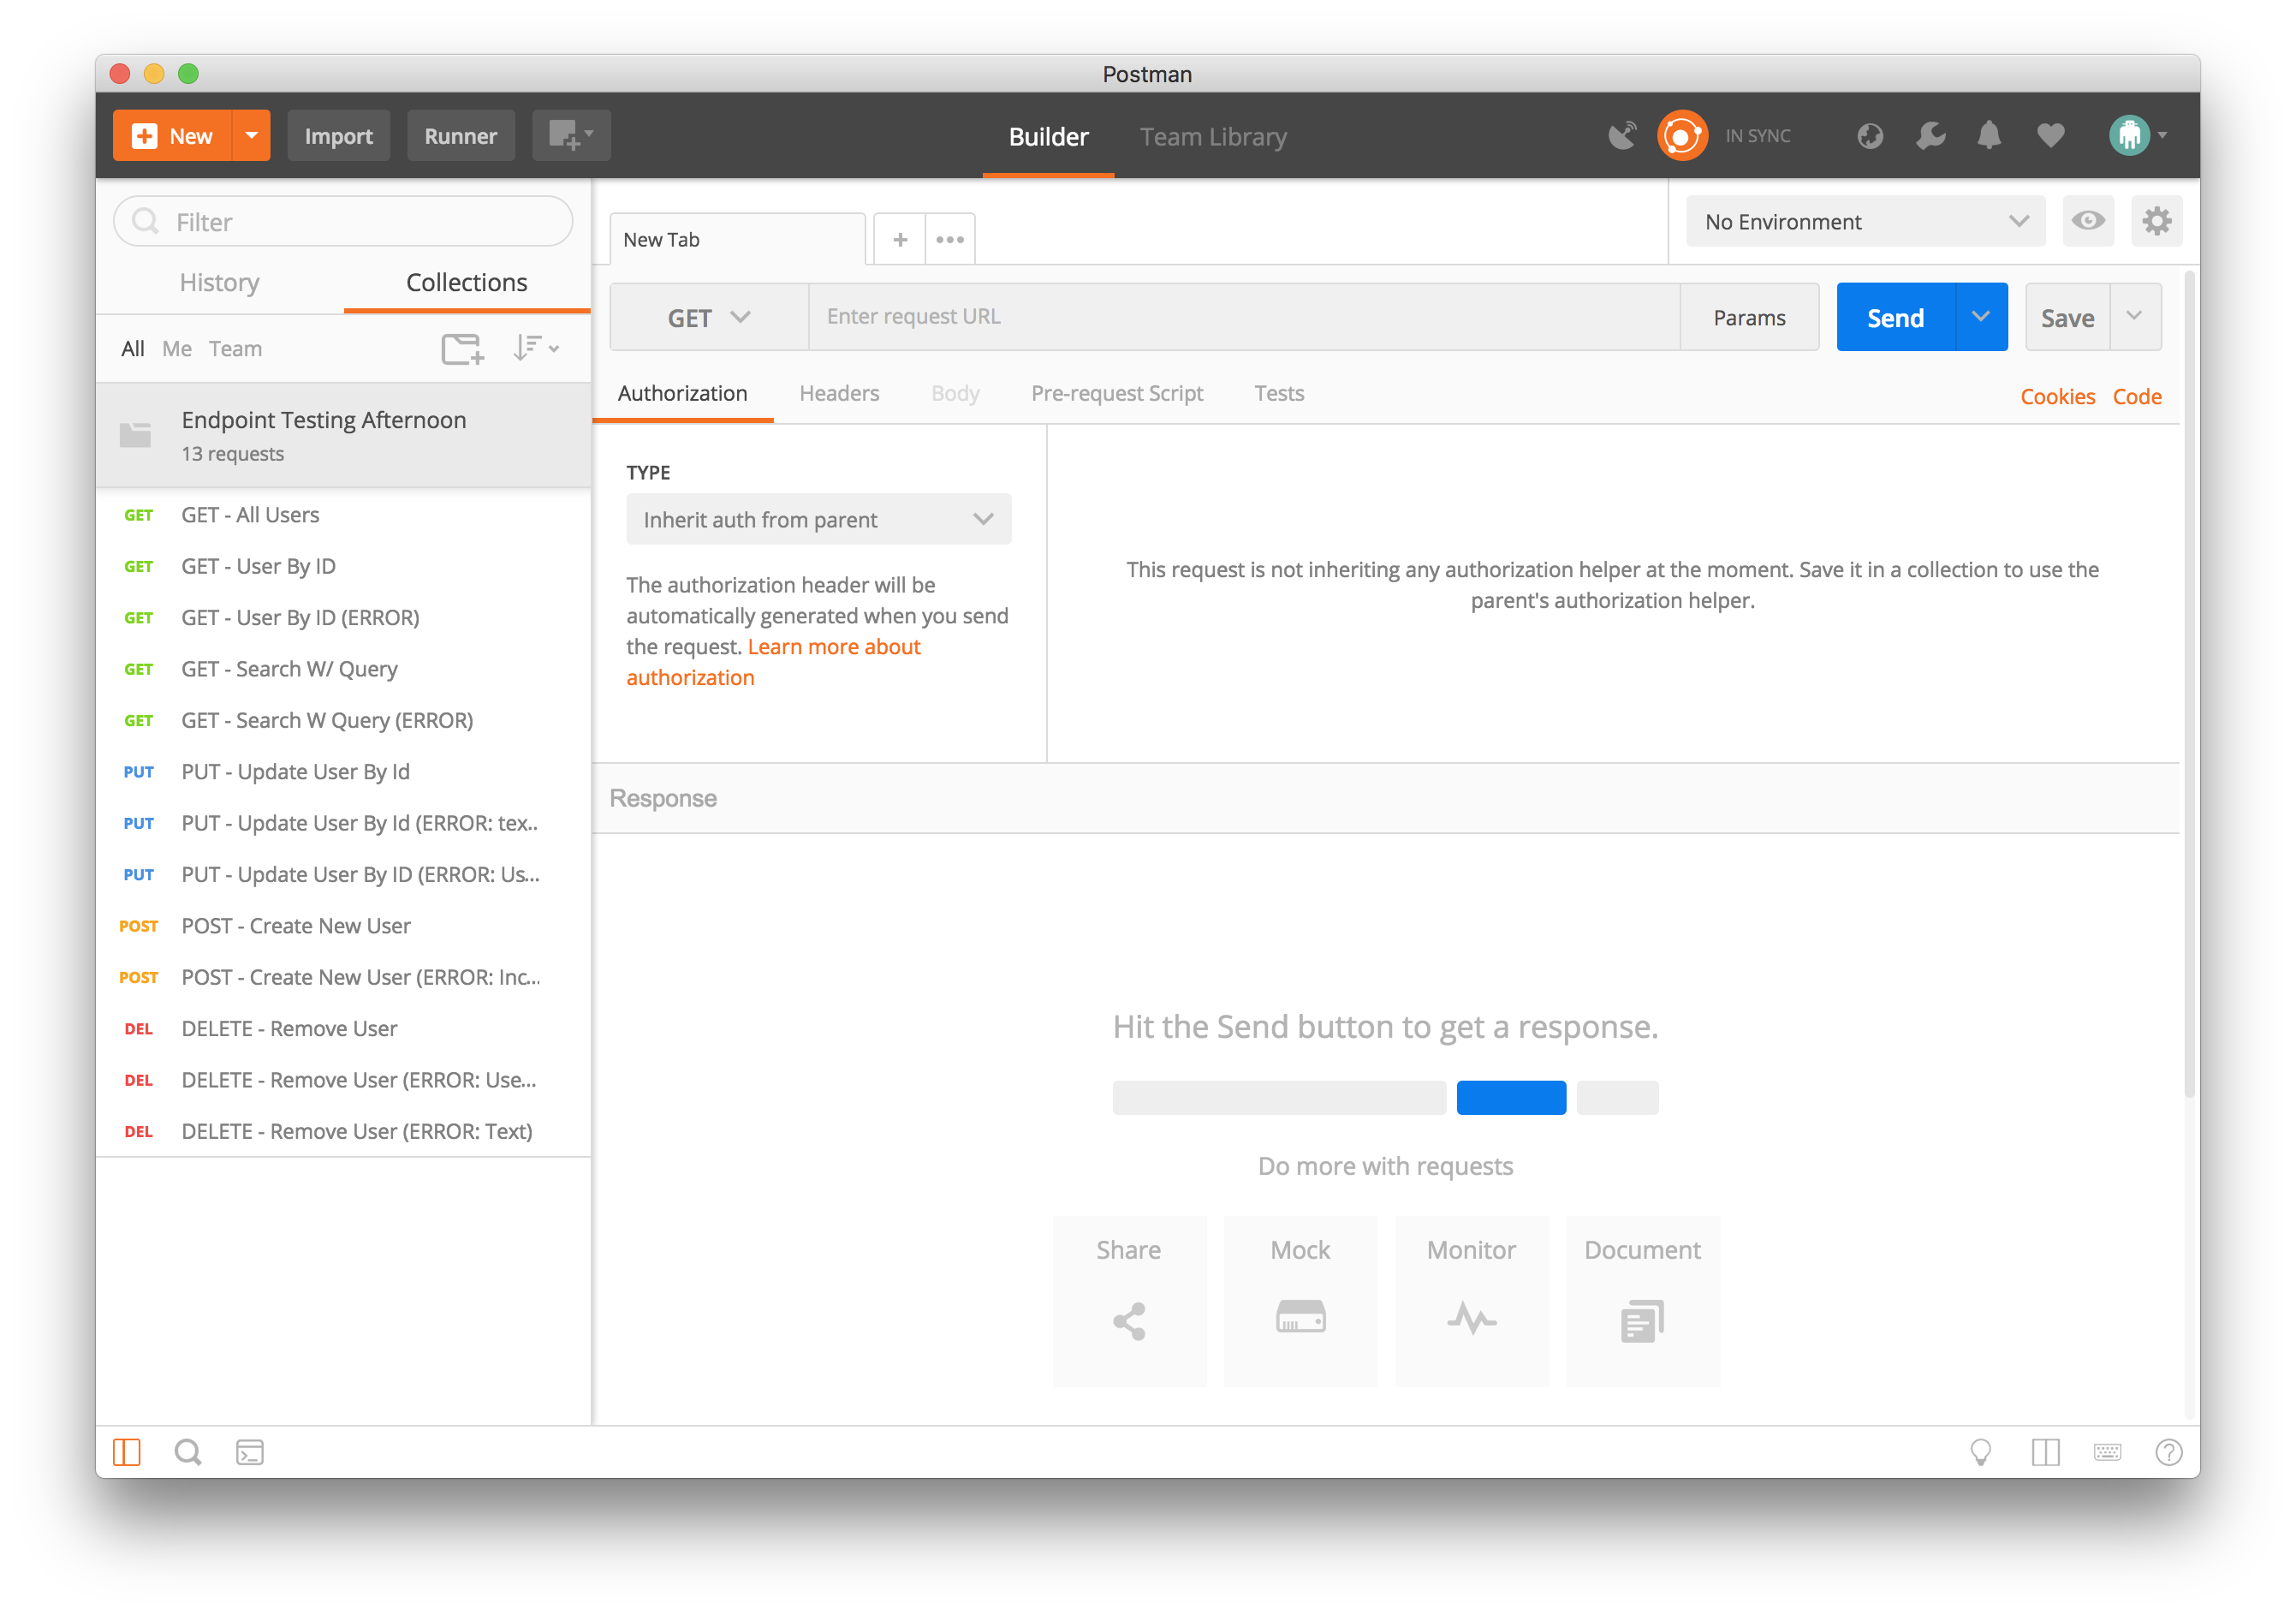 Postman
New
Import
Runner
Builder
Team Library
IN SYNC
Filter
History
Collections
All Me Team
Endpoint Testing Afternoon
13 requests
GET GET - All Users
GET GET - User By ID
GET GET - User By ID (ERROR)
GET GET - Search W/ Query
GET GET - Search W Query (ERROR)
PUT PUT - Update User By Id
PUT PUT - Update User By Id (ERROR: tex..
PUT PUT - Update User By ID (ERROR: Us...
POST POST - Create New User
POST POST - Create New User (ERROR: Inc...
DEL DELETE - Remove User
DEL DELETE - Remove User (ERROR: Use...
DEL DELETE - Remove User (ERROR: Text)
New Tab
No Environment
GET
Enter request URL
Params
Send
Save
Authorization
Headers
Body
Pre-request Script
Tests
Cookies
Code
TYPE
Inherit auth from parent
The authorization header will be
automatically generated when you send
the request. Learn more about
authorization
This request is not inheriting any authorization helper at the moment. Save it in a collection to use the
parent's authorization helper.
Response
Hit the Send button to get a response.
Do more with requests
Share
Mock
Monitor
Document